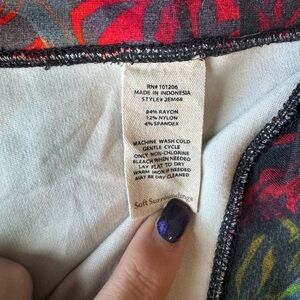 RN# 101206
MADE IN INDONESIA
STYLE# 2EM68
84% RAYON
12% NYLON
4% SPANDEX
MACHINE WASH COLD
GENTLE CYCLE
ONLY NON-CHLORINE
BLEACH WHEN NEEDED
LAY FLAT TO DRY
WARM IRON IF NEEDED
MAY BE DRY CLEANED
Soft Surroundings